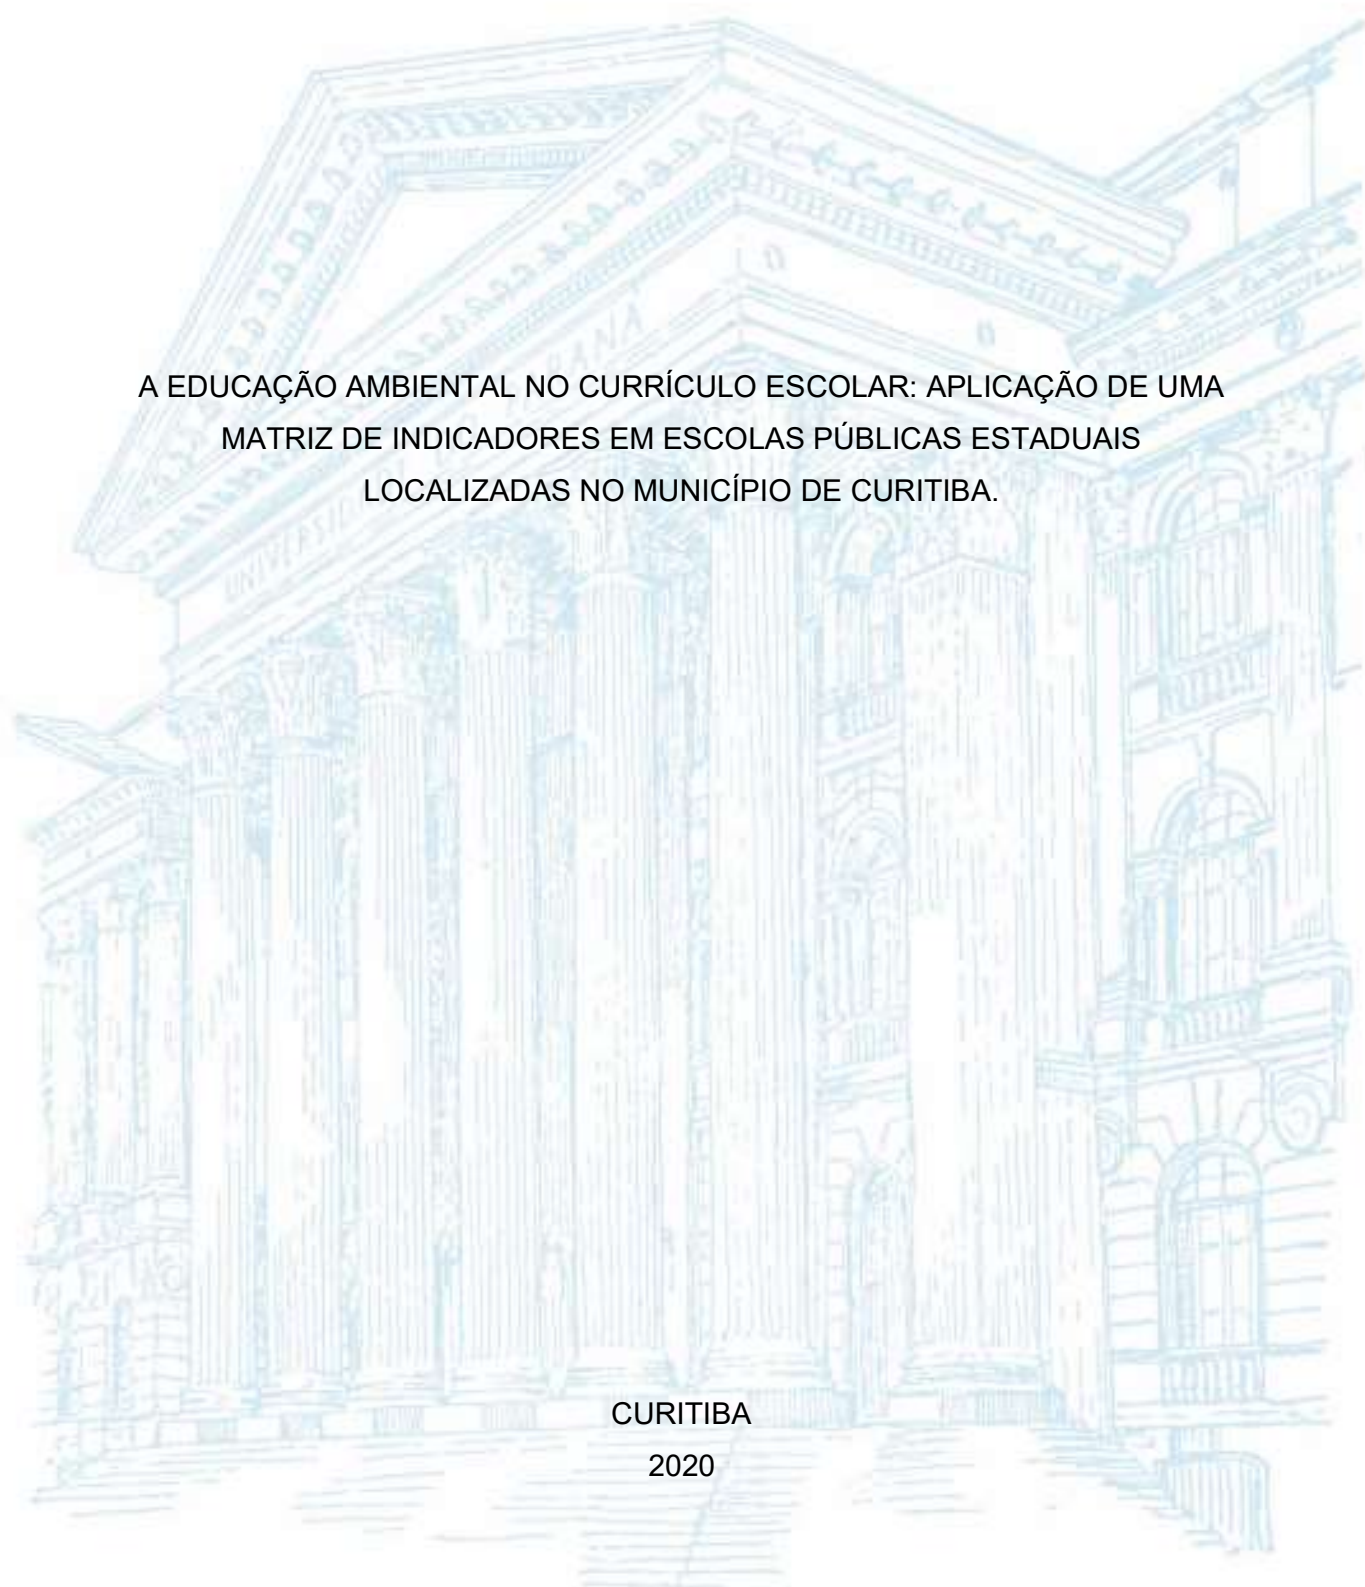 A EDUCAÇÃO AMBIENTAL NO CURRÍCULO ESCOLAR: APLICAÇÃO DE UMA
MATRIZ DE INDICADORES EM ESCOLAS PÚBLICAS ESTADUAIS
LOCALIZADAS NO MUNICÍPIO DE CURITIBA.
CURITIBA
2020